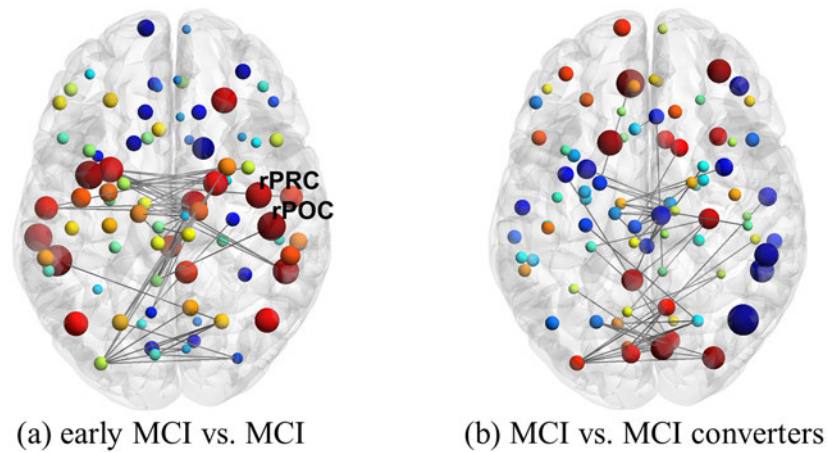 rPRC
rPOC
(a) early MCI vs. MCI
(b) MCI vs. MCI converters